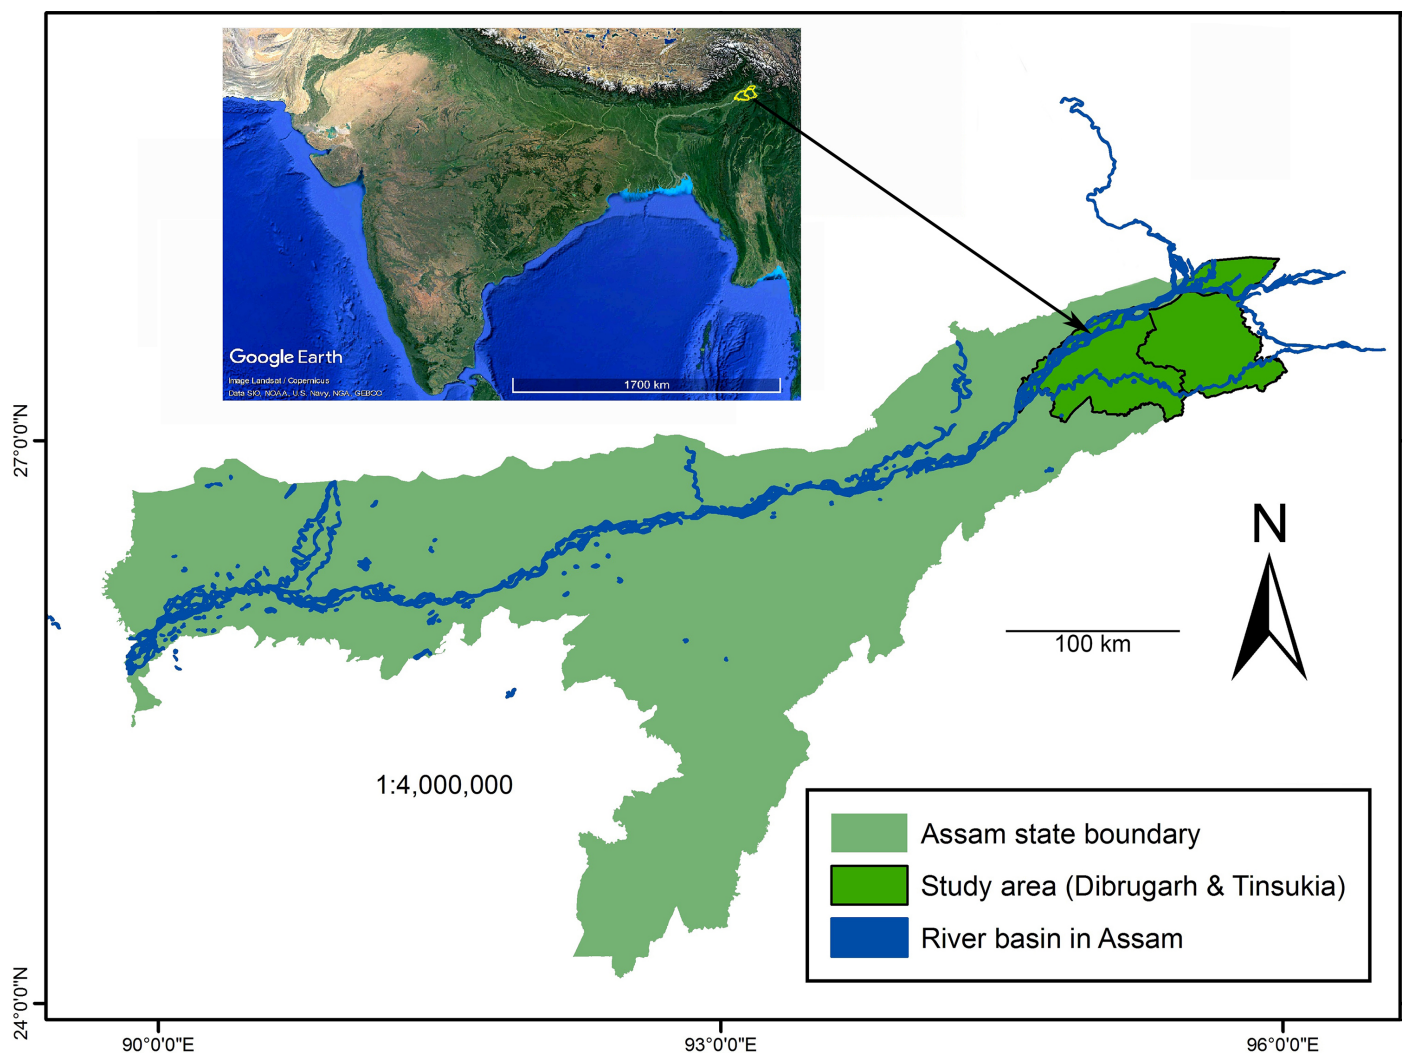 Google Earth
Image Landsat / Copernicus
Data SIO, NOAA, U.S. Navy, NGA, GEBCO
1700 km
27°0'0"N
N
100 km
1:4,000,000
Assam state boundary
Study area (Dibrugarh & Tinsukia)
River basin in Assam
24°0'0"N
90°0'0"E
93°0'0"E
96°0'0"E